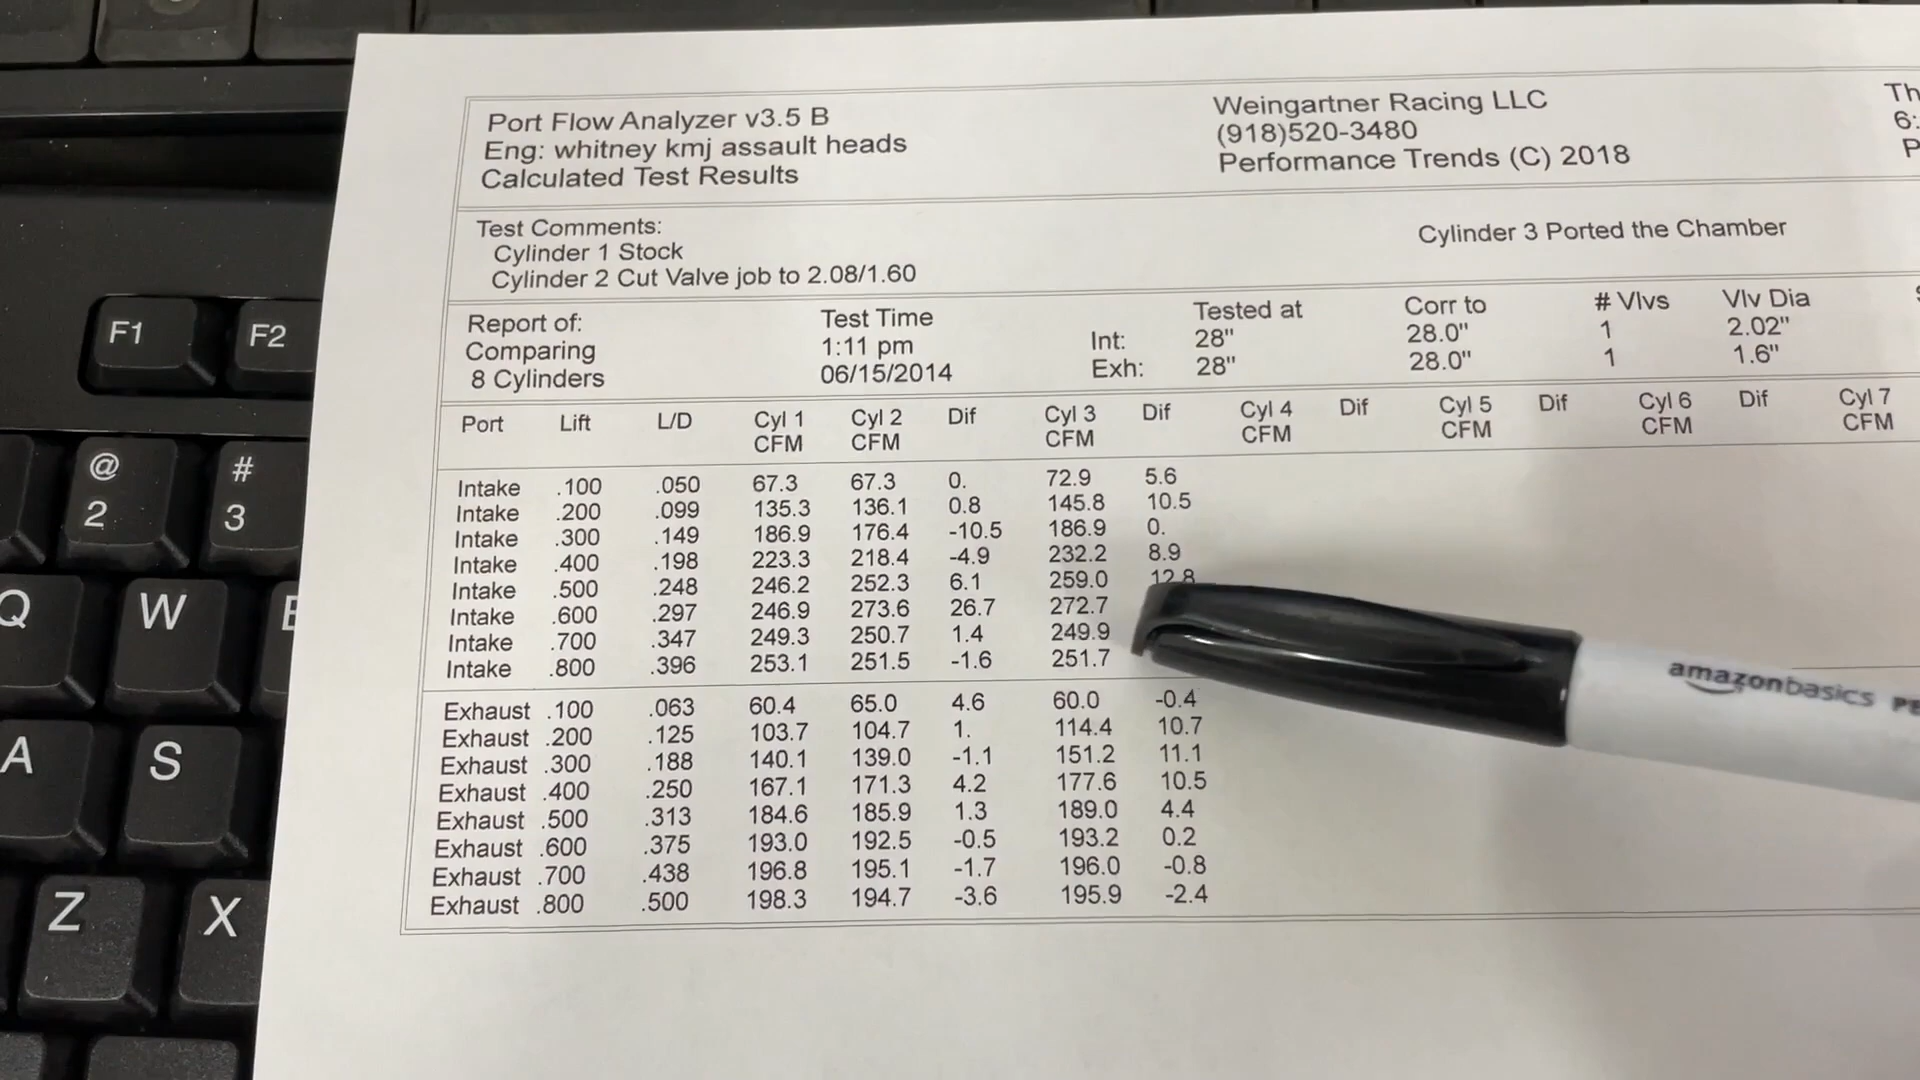 Port Flow Analyzer v3.5 B
Eng: whitney kmj assault heads
Calculated Test Results
Weingartner Racing LLC
(918)520-3480
Performance Trends (C) 2018
Th
6:
P
Test Comments:
Cylinder 1 Stock
Cylinder 2 Cut Valve job to 2.08/1.60
Cylinder 3 Ported the Chamber
Report of:
Comparing
8 Cylinders
Test Time
1:11 pm
06/15/2014
Tested at Corr to # Vlvs Vlv Dia
Int: 28" 28.0" 1 2.02"
Exh: 28" 28.0" 1 1.6"
Port Lift L/D Cyl 1 CFM Cyl 2 CFM Dif Cyl 3 CFM Dif Cyl 4 CFM Dif Cyl 5 CFM Dif Cyl 6 CFM Dif Cyl 7 CFM
Intake .100 .050 67.3 67.3 0. 72.9 5.6
Intake .200 .099 135.3 136.1 0.8 145.8 10.5
Intake .300 .149 186.9 176.4 -10.5 186.9 0.
Intake .400 .198 223.3 218.4 -4.9 232.2 8.9
Intake .500 .248 246.2 252.3 6.1 259.0 12.8
Intake .600 .297 246.9 273.6 26.7 272.7
Intake .700 .347 249.3 250.7 1.4 249.9
Intake .800 .396 253.1 251.5 -1.6 251.7
Exhaust .100 .063 60.4 65.0 4.6 60.0 -0.4
Exhaust .200 .125 103.7 104.7 1. 114.4 10.7
Exhaust .300 .188 140.1 139.0 -1.1 151.2 11.1
Exhaust .400 .250 167.1 171.3 4.2 177.6 10.5
Exhaust .500 .313 184.6 185.9 1.3 189.0 4.4
Exhaust .600 .375 193.0 192.5 -0.5 193.2 0.2
Exhaust .700 .438 196.8 195.1 -1.7 196.0 -0.8
Exhaust .800 .500 198.3 194.7 -3.6 195.9 -2.4
amazonbasics PE
F1 F2
@ #
2 3
Q W E
A S
Z X